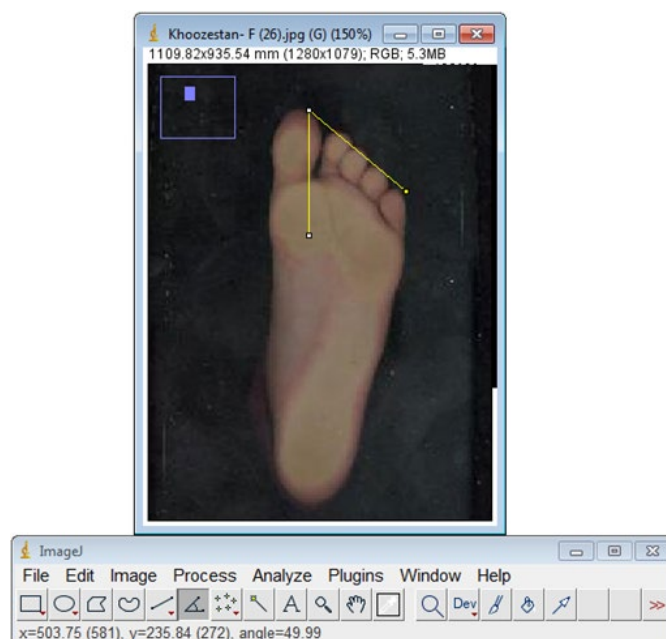 Khoozestan- F (26).jpg (G) (150%)
1109.82x935.54 mm (1280x1079); RGB; 5.3MB
ImageJ
File Edit Image Process Analyze Plugins Window Help
A Dev >>
x=503.75 (581), y=235.84 (272), angle=49.99